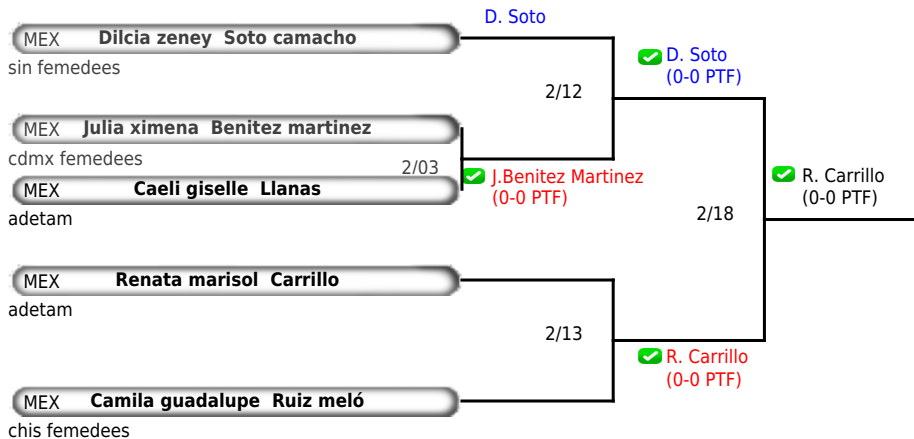 D. Soto
MEX Dilcia zeney Soto camacho
sin femedees
D. Soto
(0-0 PTF)
2/12
MEX Julia ximena Benitez martinez
cdmx femedees
2/03
J.Benitez Martinez
(0-0 PTF)
MEX Caeli giselle Llanas
adetam
R. Carrillo
(0-0 PTF)
2/18
MEX Renata marisol Carrillo
adetam
2/13
R. Carrillo
(0-0 PTF)
MEX Camila guadalupe Ruiz meló
chis femedees